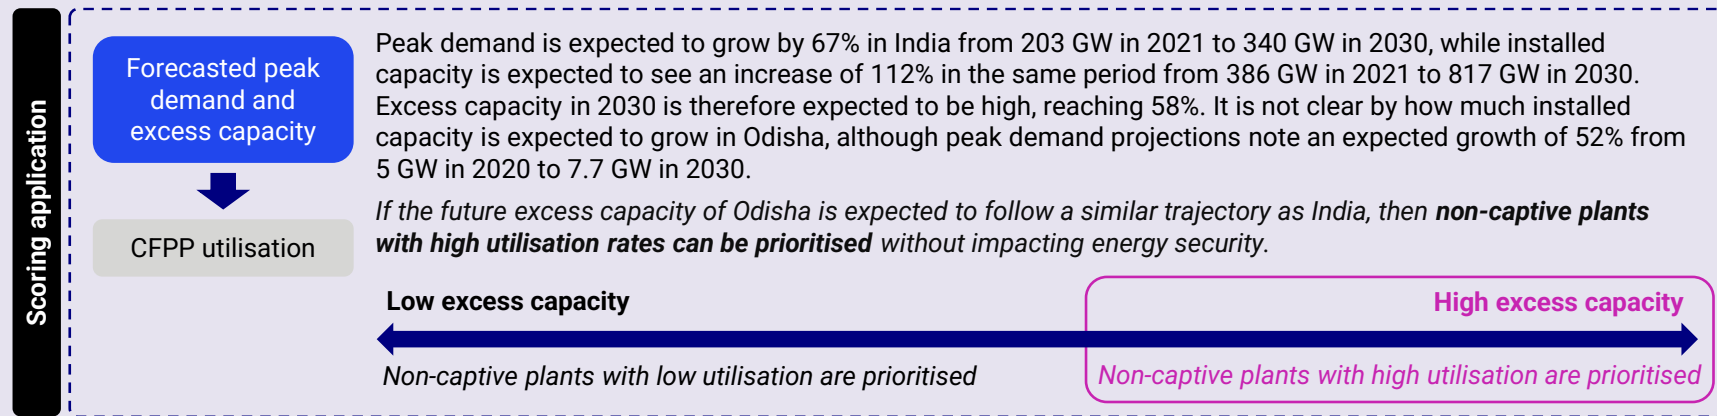 Scoring application
Forecasted peak
demand and
excess capacity
CFPP utilisation
Peak demand is expected to grow by 67% in India from 203 GW in 2021 to 340 GW in 2030, while installed
capacity is expected to see an increase of 112% in the same period from 386 GW in 2021 to 817 GW in 2030.
Excess capacity in 2030 is therefore expected to be high, reaching 58%. It is not clear by how much installed
capacity is expected to grow in Odisha, although peak demand projections note an expected growth of 52% from
5 GW in 2020 to 7.7 GW in 2030.
If the future excess capacity of Odisha is expected to follow a similar trajectory as India, then non-captive plants
with high utilisation rates can be prioritised without impacting energy security.
Low excess capacity
High excess capacity
Non-captive plants with low utilisation are prioritised
Non-captive plants with high utilisation are prioritised